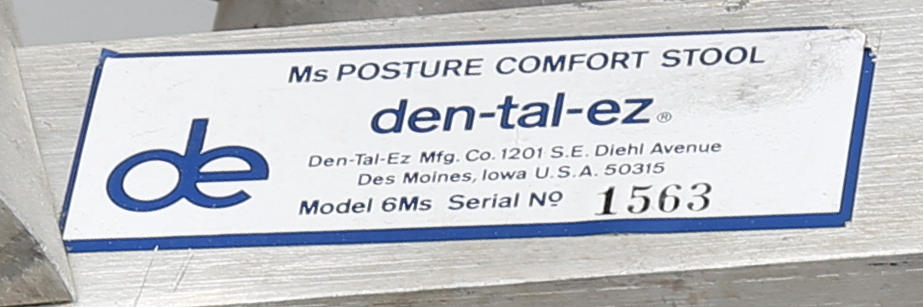 Ms POSTURE COMFORT STOOL
den-tal-ez®
de
Den-Tal-Ez Mfg. Co. 1201 S.E. Diehl Avenue
Des Moines, Iowa U.S.A. 50315
Model 6Ms Serial Nº 1563